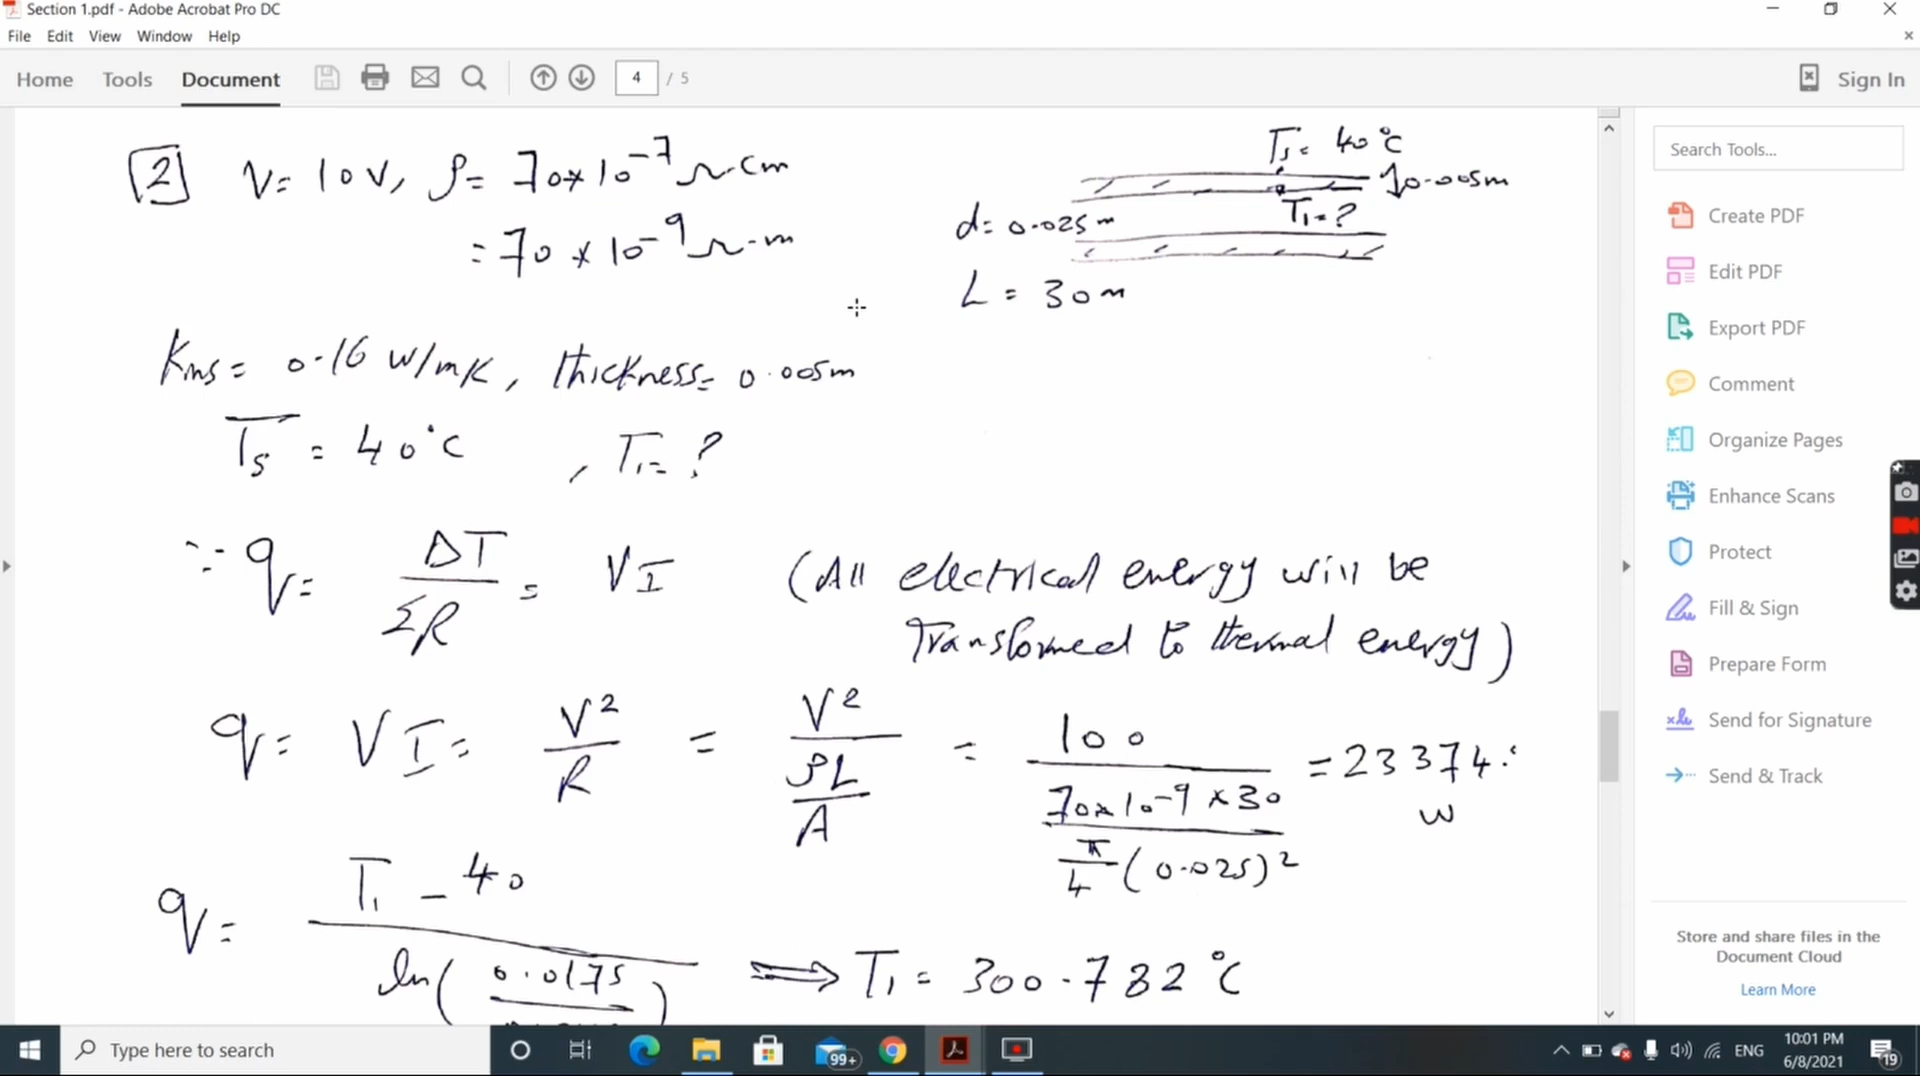 Section 1.pdf - Adobe Acrobat Pro DC
File Edit View Window Help
Home Tools Document 4 / 5 Sign In
2 V= 10V, ρ= 70*10-7 Ω-cm
= 70 * 10-9 Ω-m
Ts= 40°C
0.005m
T1=?
d= 0.025m
L = 30m
Kins= 0.16 W/mK, thickness= 0.005m
Ts = 40°C , T1= ?
∵ q= ΔT/ΣR = VI (All electrical energy will be
Transformed to thermal energy)
q= VI= V²/R = V²/(ρL/A) = 100/(70*10-9*30/(π/4(0.025)²)) =23374.
W
q= T1 - 40
ln( 0.0175 ) ⟹ T1 = 300.782°C
Search Tools...
Create PDF
Edit PDF
Export PDF
Comment
Organize Pages
Enhance Scans
Protect
Fill & Sign
Prepare Form
Send for Signature
Send & Track
Store and share files in the
Document Cloud
Learn More
Type here to search
99+
ENG
10:01 PM
6/8/2021
19